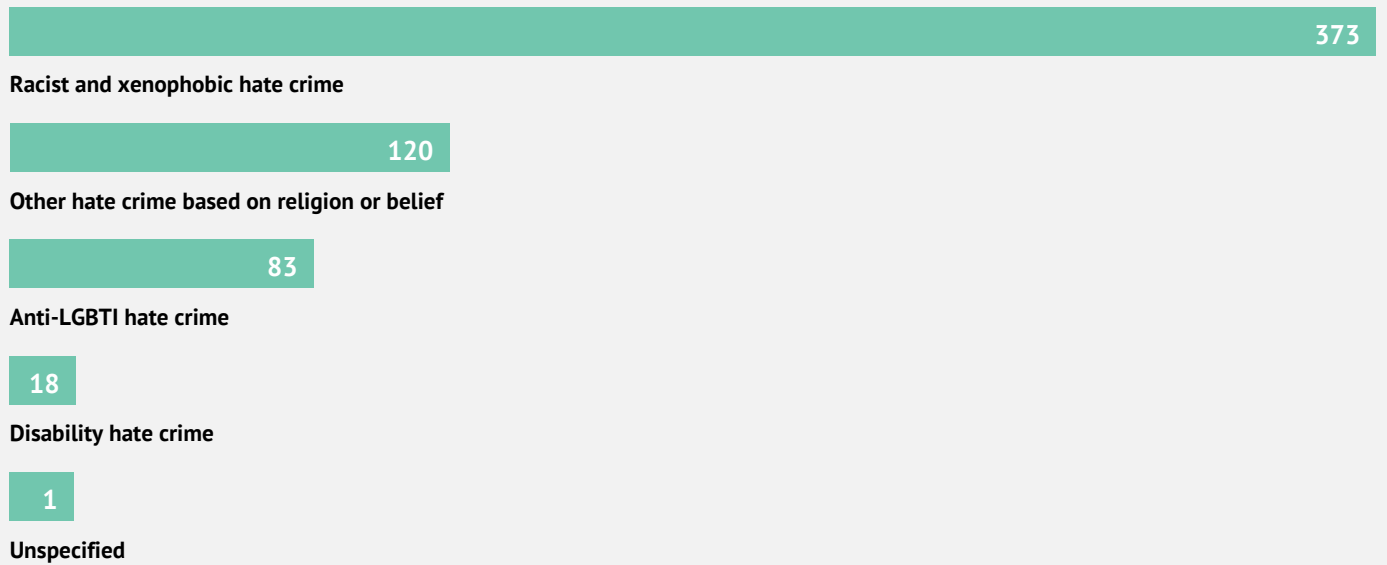 373
Racist and xenophobic hate crime
120
Other hate crime based on religion or belief
83
Anti-LGBTI hate crime
18
Disability hate crime
1
Unspecified